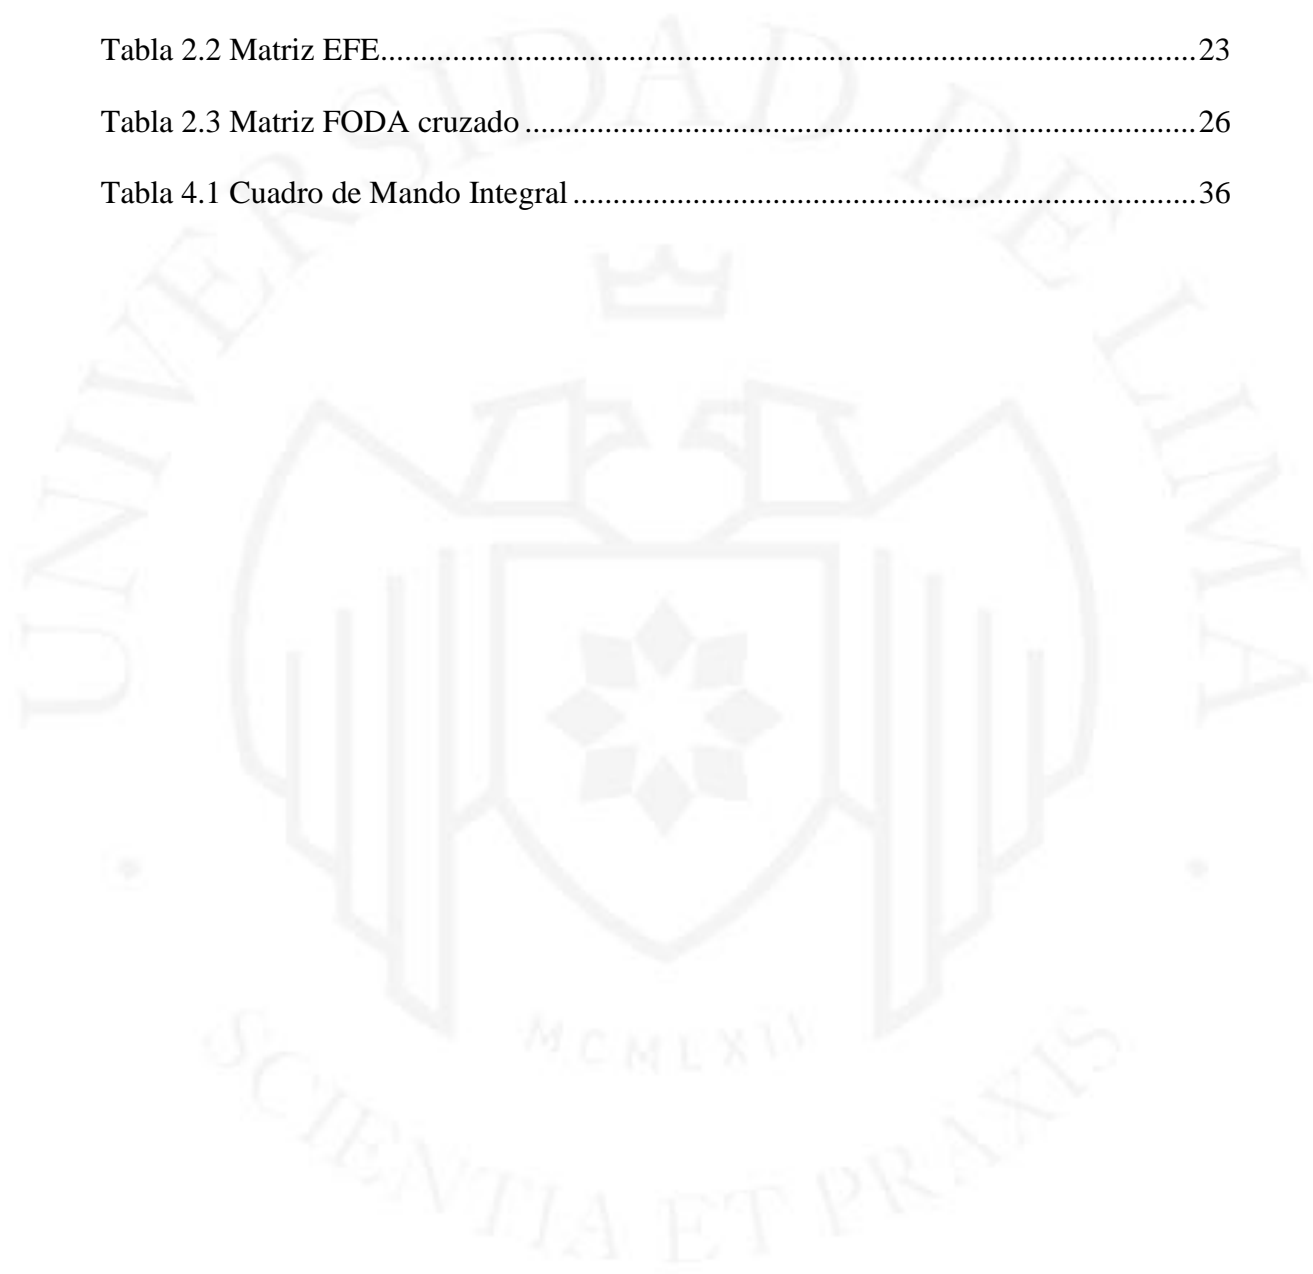 Tabla 2.2 Matriz EFE.......................................................................................................23
Tabla 2.3 Matriz FODA cruzado.....................................................................................26
Tabla 4.1 Cuadro de Mando Integral...............................................................................36
UNIVERSIDAD DE LIMA
MCMLXII
SCIENTIA ET PRAXIS